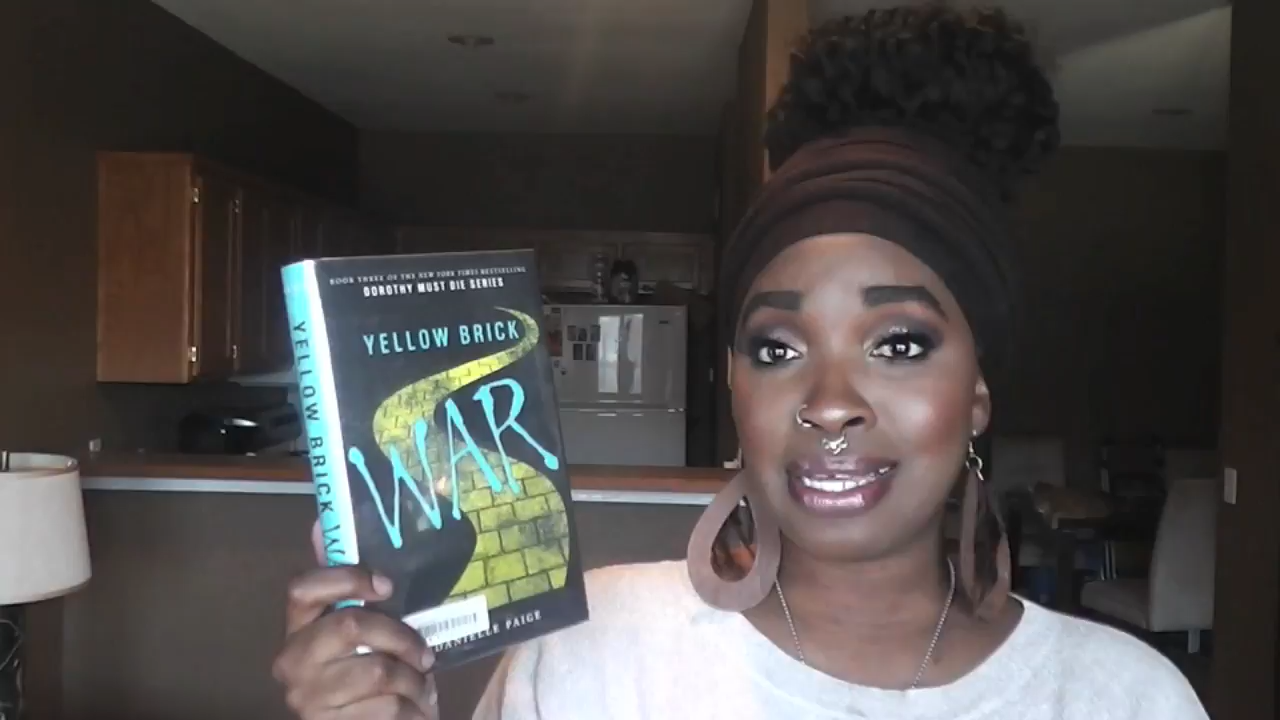 BOOK THREE OF THE NEW YORK TIMES BESTSELLING
DOROTHY MUST DIE SERIES
YELLOW BRICK
WAR
DANIELLE PAIGE
YELLOW BRICK W